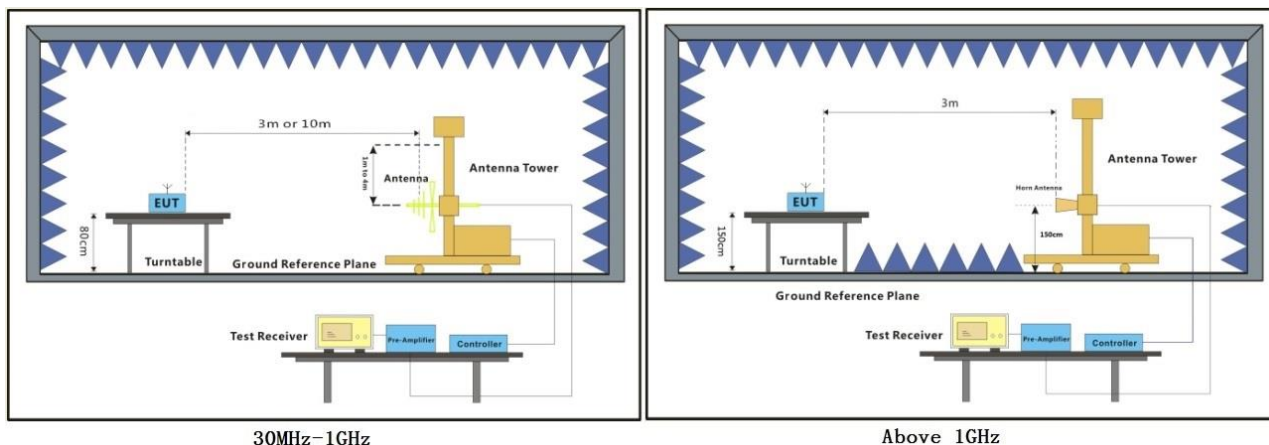 3m or 10m
1m to 4m
Antenna
Antenna Tower
EUT
80cm
Turntable
Ground Reference Plane
Test Receiver
Pre-Amplifier
Controller
30MHz-1GHz
3m
Antenna Tower
Horn Antenna
EUT
150cm
150cm
Turntable
Ground Reference Plane
Test Receiver
Pre-Amplifier
Controller
Above 1GHz